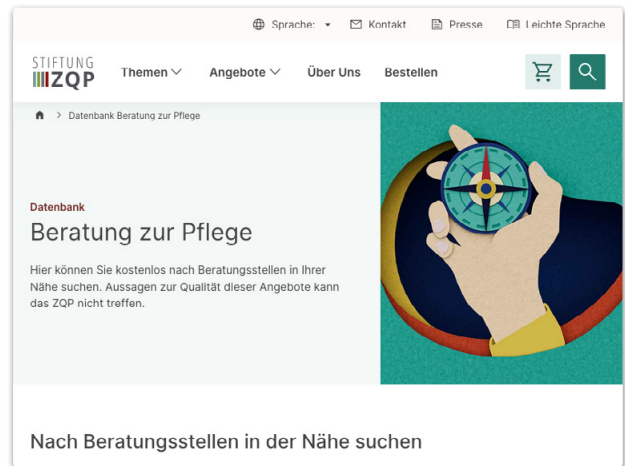 Sprache: Kontakt Presse Leichte Sprache
STIFTUNG
ZQP
Themen Angebote Über Uns Bestellen
Datenbank Beratung zur Pflege
Datenbank
Beratung zur Pflege
Hier können Sie kostenlos nach Beratungsstellen in Ihrer
Nähe suchen. Aussagen zur Qualität dieser Angebote kann
das ZQP nicht treffen.
Nach Beratungsstellen in der Nähe suchen